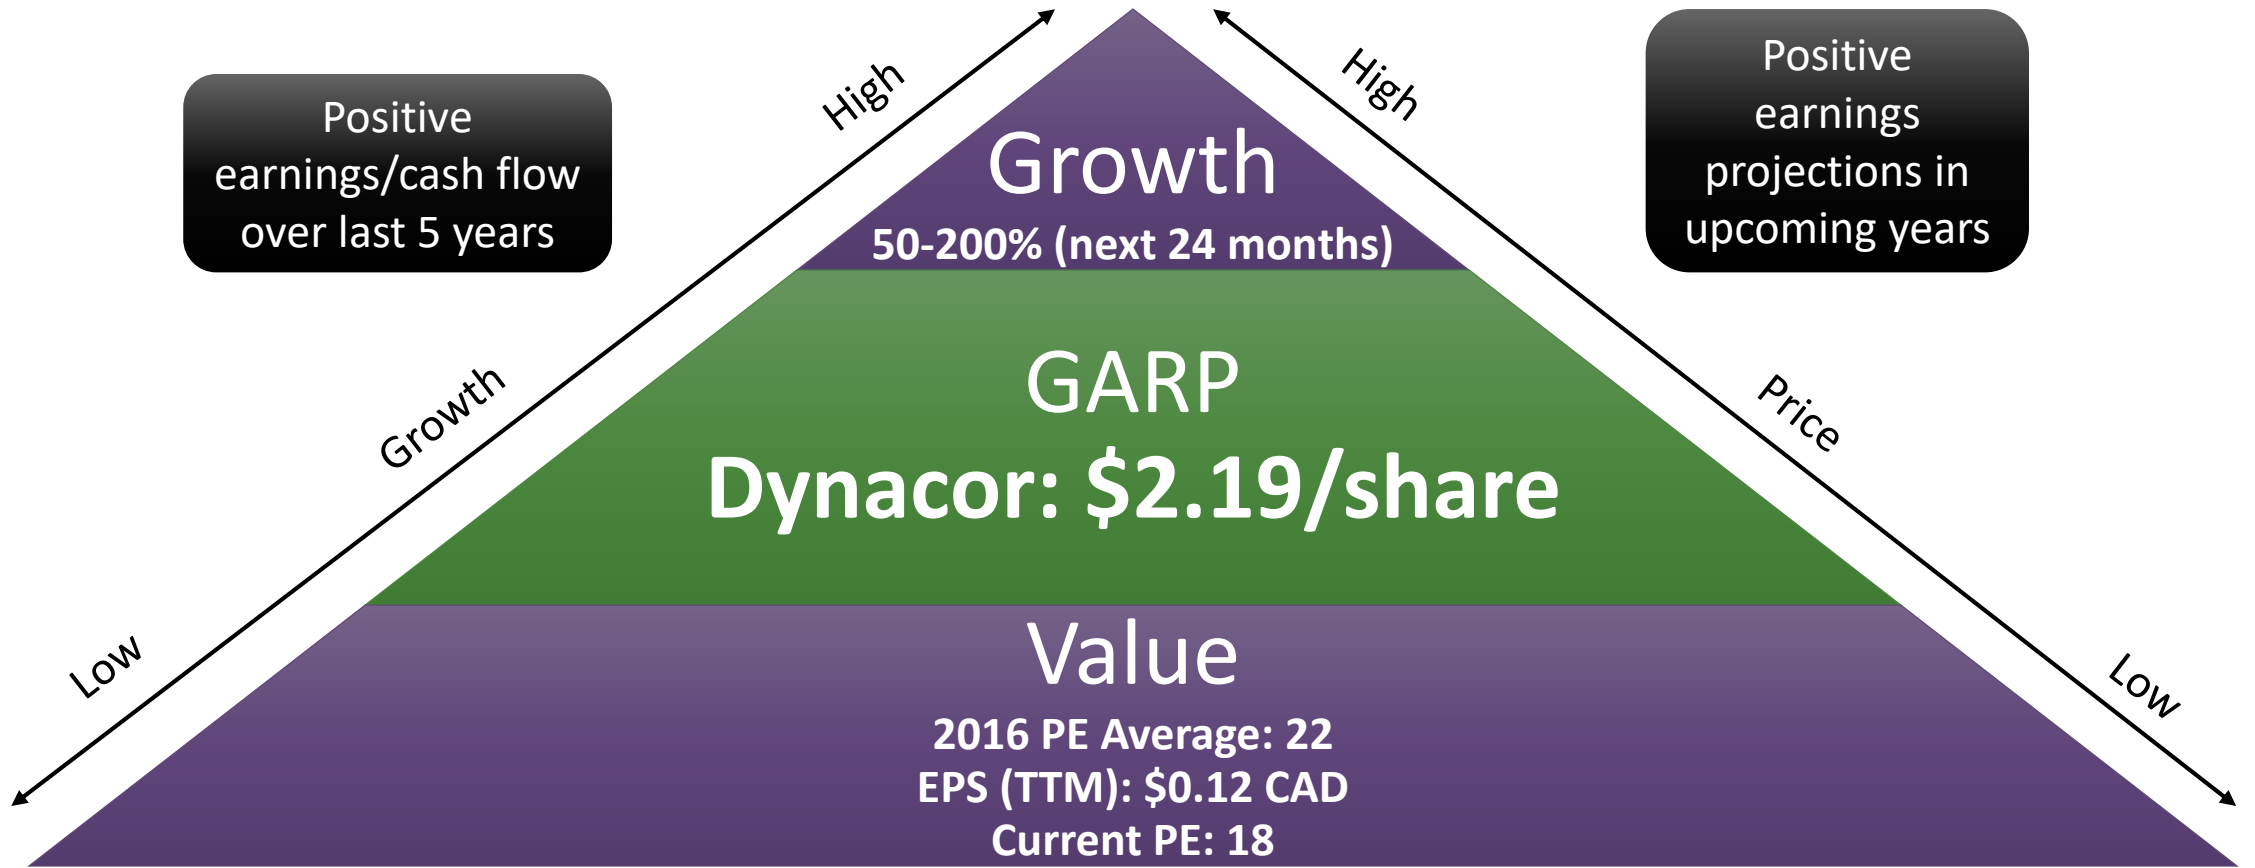 Positive
earnings/cash flow
over last 5 years
High
Growth
Low
Growth
50-200% (next 24 months)
GARP
Dynacor: $2.19/share
Value
2016 PE Average: 22
EPS (TTM): $0.12 CAD
Current PE: 18
High
Price
Low
Positive
earnings
projections in
upcoming years